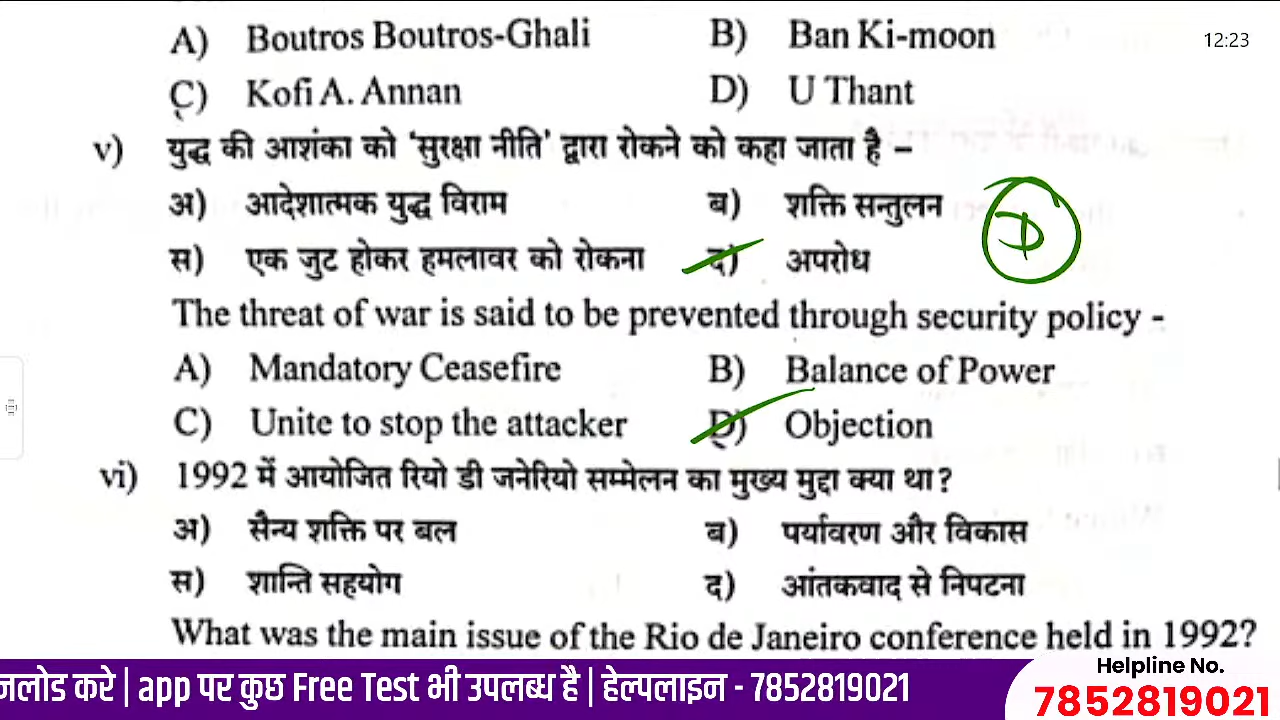 A) Boutros Boutros-Ghali B) Ban Ki-moon
12:23
C) Kofi A. Annan D) U Thant
v) युद्ध की आशंका को 'सुरक्षा नीति' द्वारा रोकने को कहा जाता है –
अ) आदेशात्मक युद्ध विराम ब) शक्ति सन्तुलन
D
स) एक जुट होकर हमलावर को रोकना द) अपरोध
The threat of war is said to be prevented through security policy -
A) Mandatory Ceasefire B) Balance of Power
C) Unite to stop the attacker D) Objection
vi) 1992 में आयोजित रियो डी जनेरियो सम्मेलन का मुख्य मुद्दा क्या था?
अ) सैन्य शक्ति पर बल ब) पर्यावरण और विकास
स) शान्ति सहयोग द) आंतकवाद से निपटना
What was the main issue of the Rio de Janeiro conference held in 1992?
नलोड करे | app पर कुछ Free Test भी उपलब्ध है | हेल्पलाइन - 7852819021
Helpline No.
7852819021